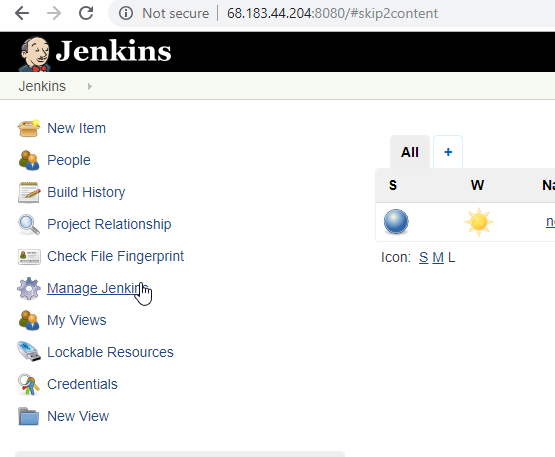 Not secure | 68.183.44.204:8080/#skip2content
Jenkins
Jenkins
New Item
People
Build History
Project Relationship
Check File Fingerprint
Manage Jenkins
My Views
Lockable Resources
Credentials
New View
All +
S W Na
Icon: S M L